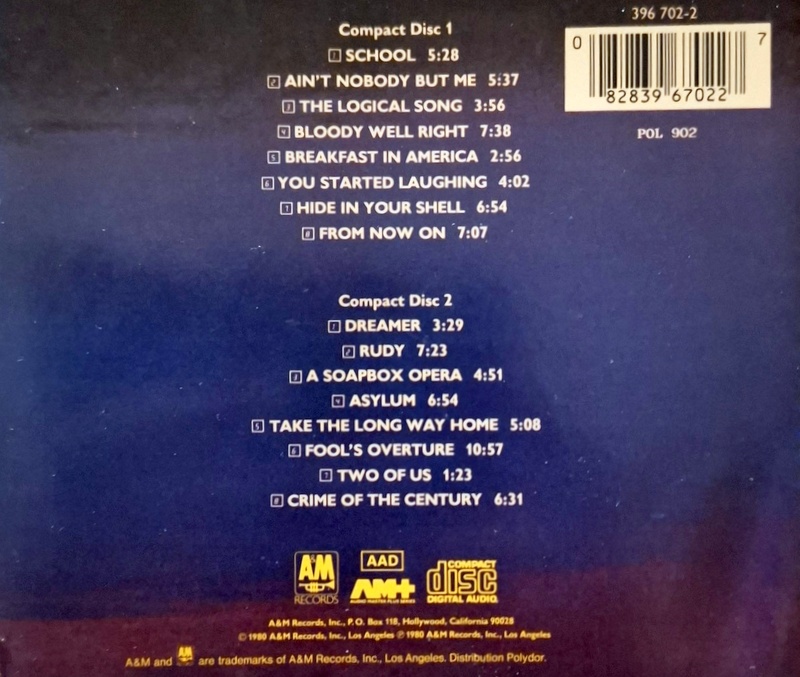 396 702-2
0 82839 67022 7
POL 902
Compact Disc 1
1 SCHOOL 5:28
2 AIN'T NOBODY BUT ME 5:37
3 THE LOGICAL SONG 3:56
4 BLOODY WELL RIGHT 7:38
5 BREAKFAST IN AMERICA 2:56
6 YOU STARTED LAUGHING 4:02
7 HIDE IN YOUR SHELL 6:54
8 FROM NOW ON 7:07
Compact Disc 2
1 DREAMER 3:29
2 RUDY 7:23
3 A SOAPBOX OPERA 4:51
4 ASYLUM 6:54
5 TAKE THE LONG WAY HOME 5:08
6 FOOL'S OVERTURE 10:57
7 TWO OF US 1:23
8 CRIME OF THE CENTURY 6:31
A&M RECORDS
AAD
AM+
AUDIO MASTER PLUS SERIES
COMPACT disc DIGITAL AUDIO
A&M Records, Inc., P.O. Box 118, Hollywood, California 90028
© 1980 A&M Records, Inc., Los Angeles ℗ 1980 A&M Records, Inc., Los Angeles
A&M and A&M are trademarks of A&M Records, Inc., Los Angeles. Distribution Polydor.